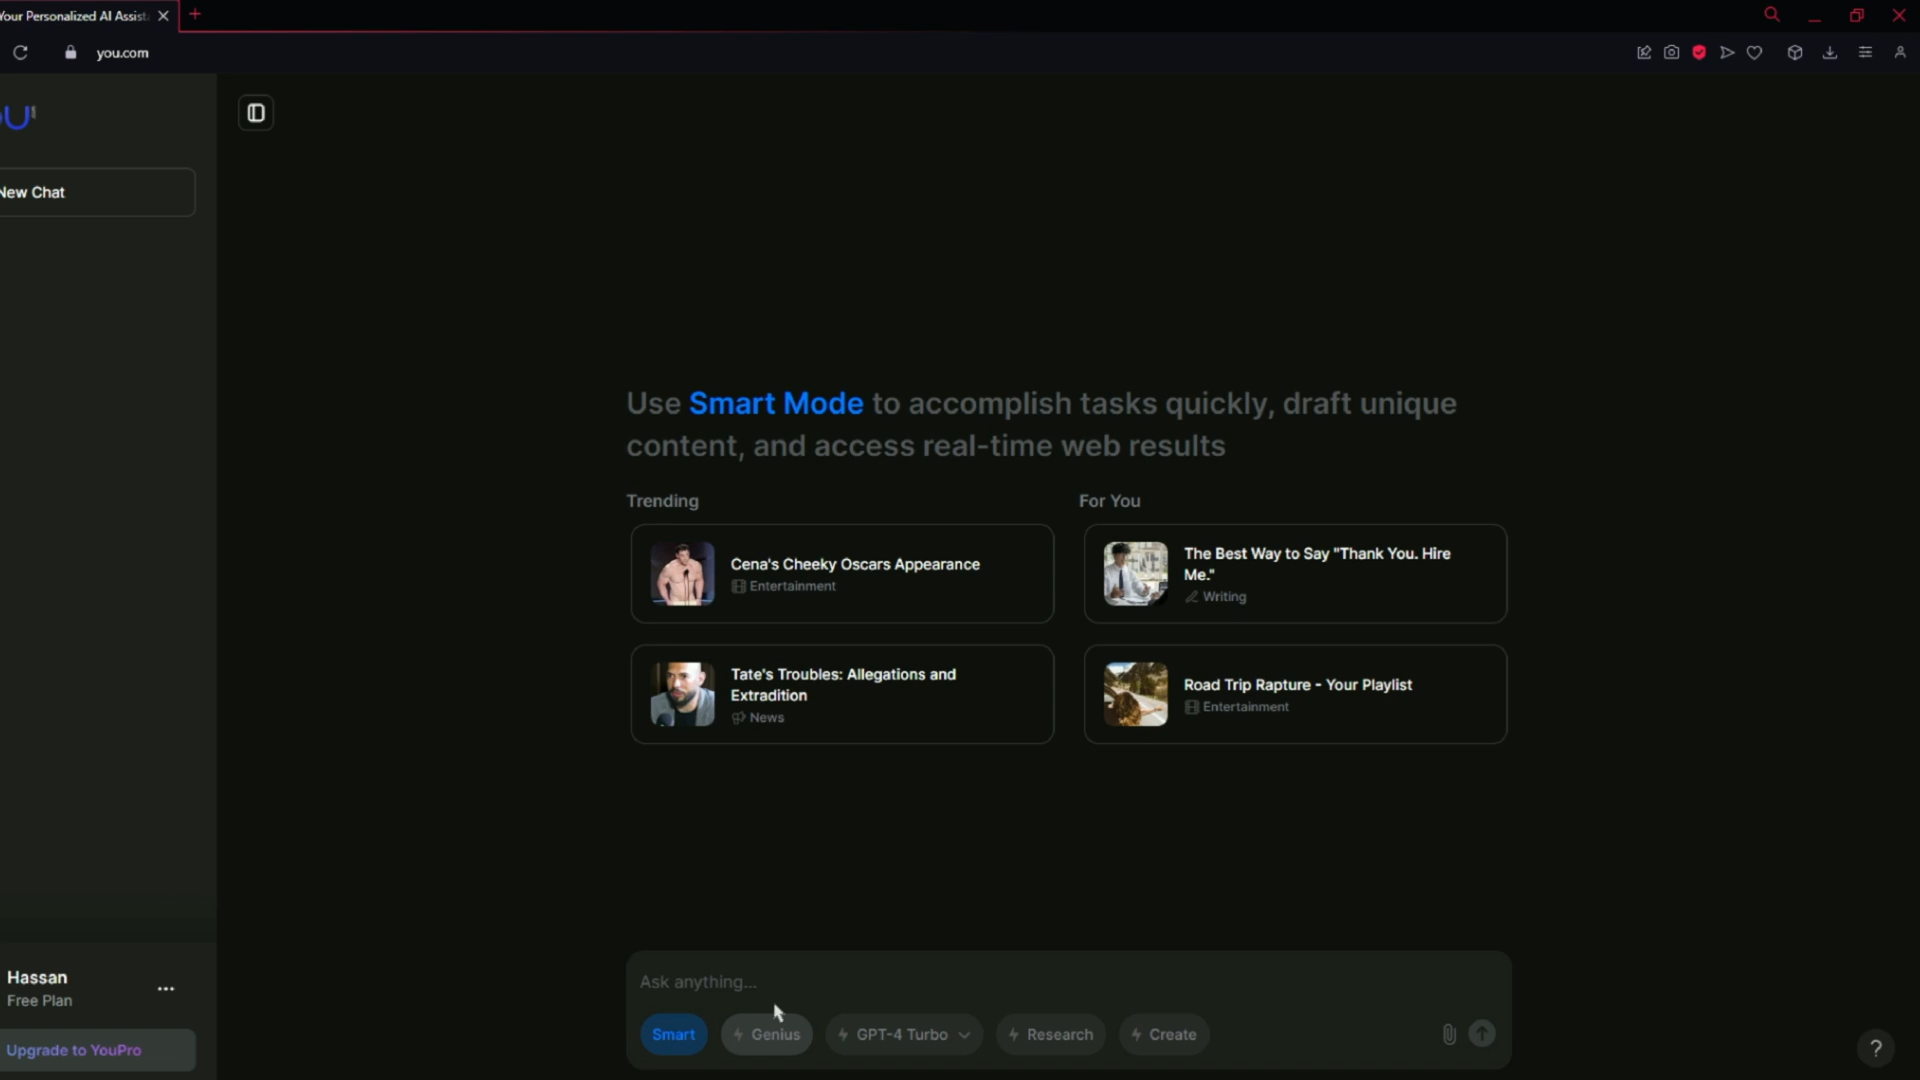 Your Personalized AI Assist
you.com
New Chat
Use Smart Mode to accomplish tasks quickly, draft unique
content, and access real-time web results
Trending
For You
Cena's Cheeky Oscars Appearance
Entertainment
The Best Way to Say "Thank You. Hire
Me."
Writing
Tate's Troubles: Allegations and
Extradition
News
Road Trip Rapture - Your Playlist
Entertainment
Hassan
Free Plan
Upgrade to YouPro
Ask anything...
Smart
Genius
GPT-4 Turbo
Research
Create
?